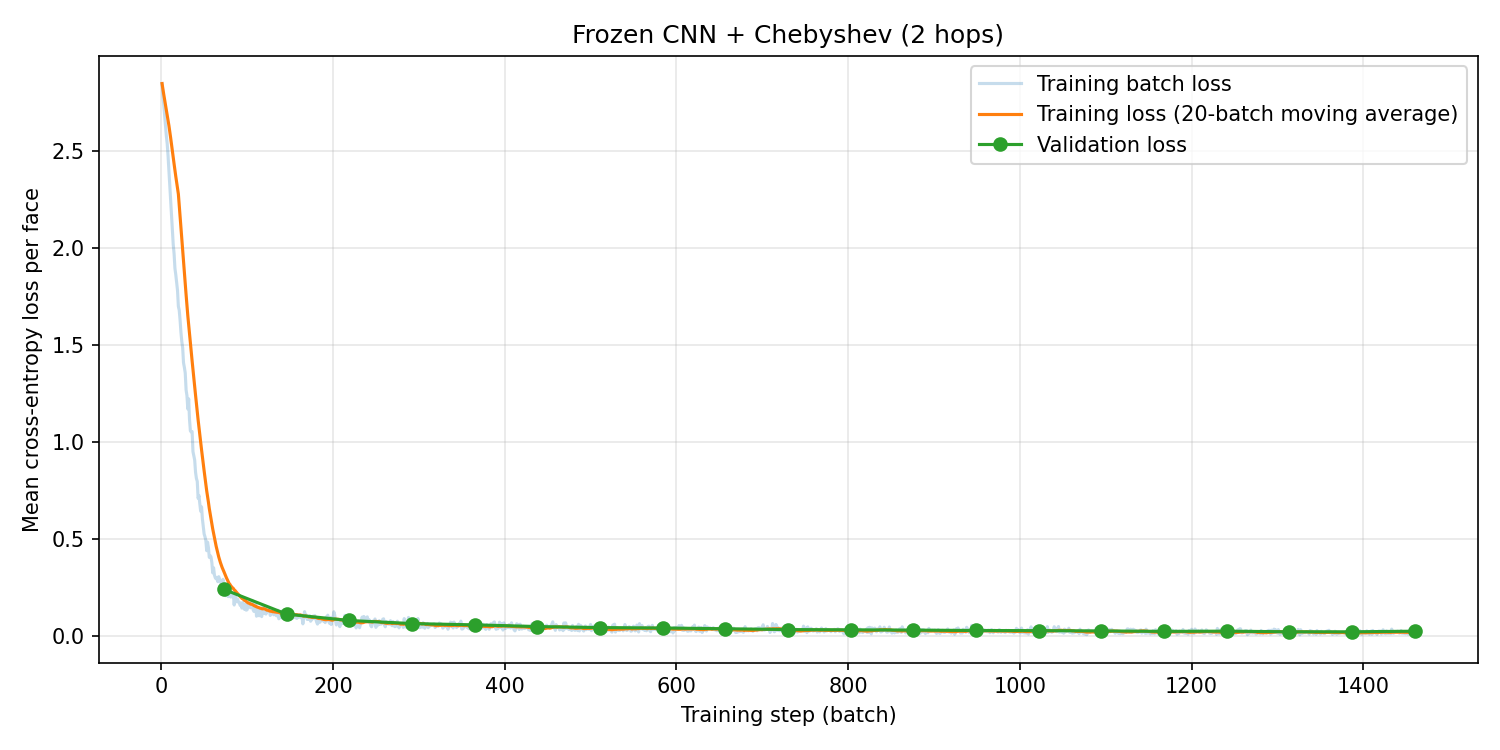 Frozen CNN + Chebyshev (2 hops)
Training batch loss
Training loss (20-batch moving average)
Validation loss
Mean cross-entropy loss per face
2.5
2.0
1.5
1.0
0.5
0.0
0 200 400 600 800 1000 1200 1400
Training step (batch)